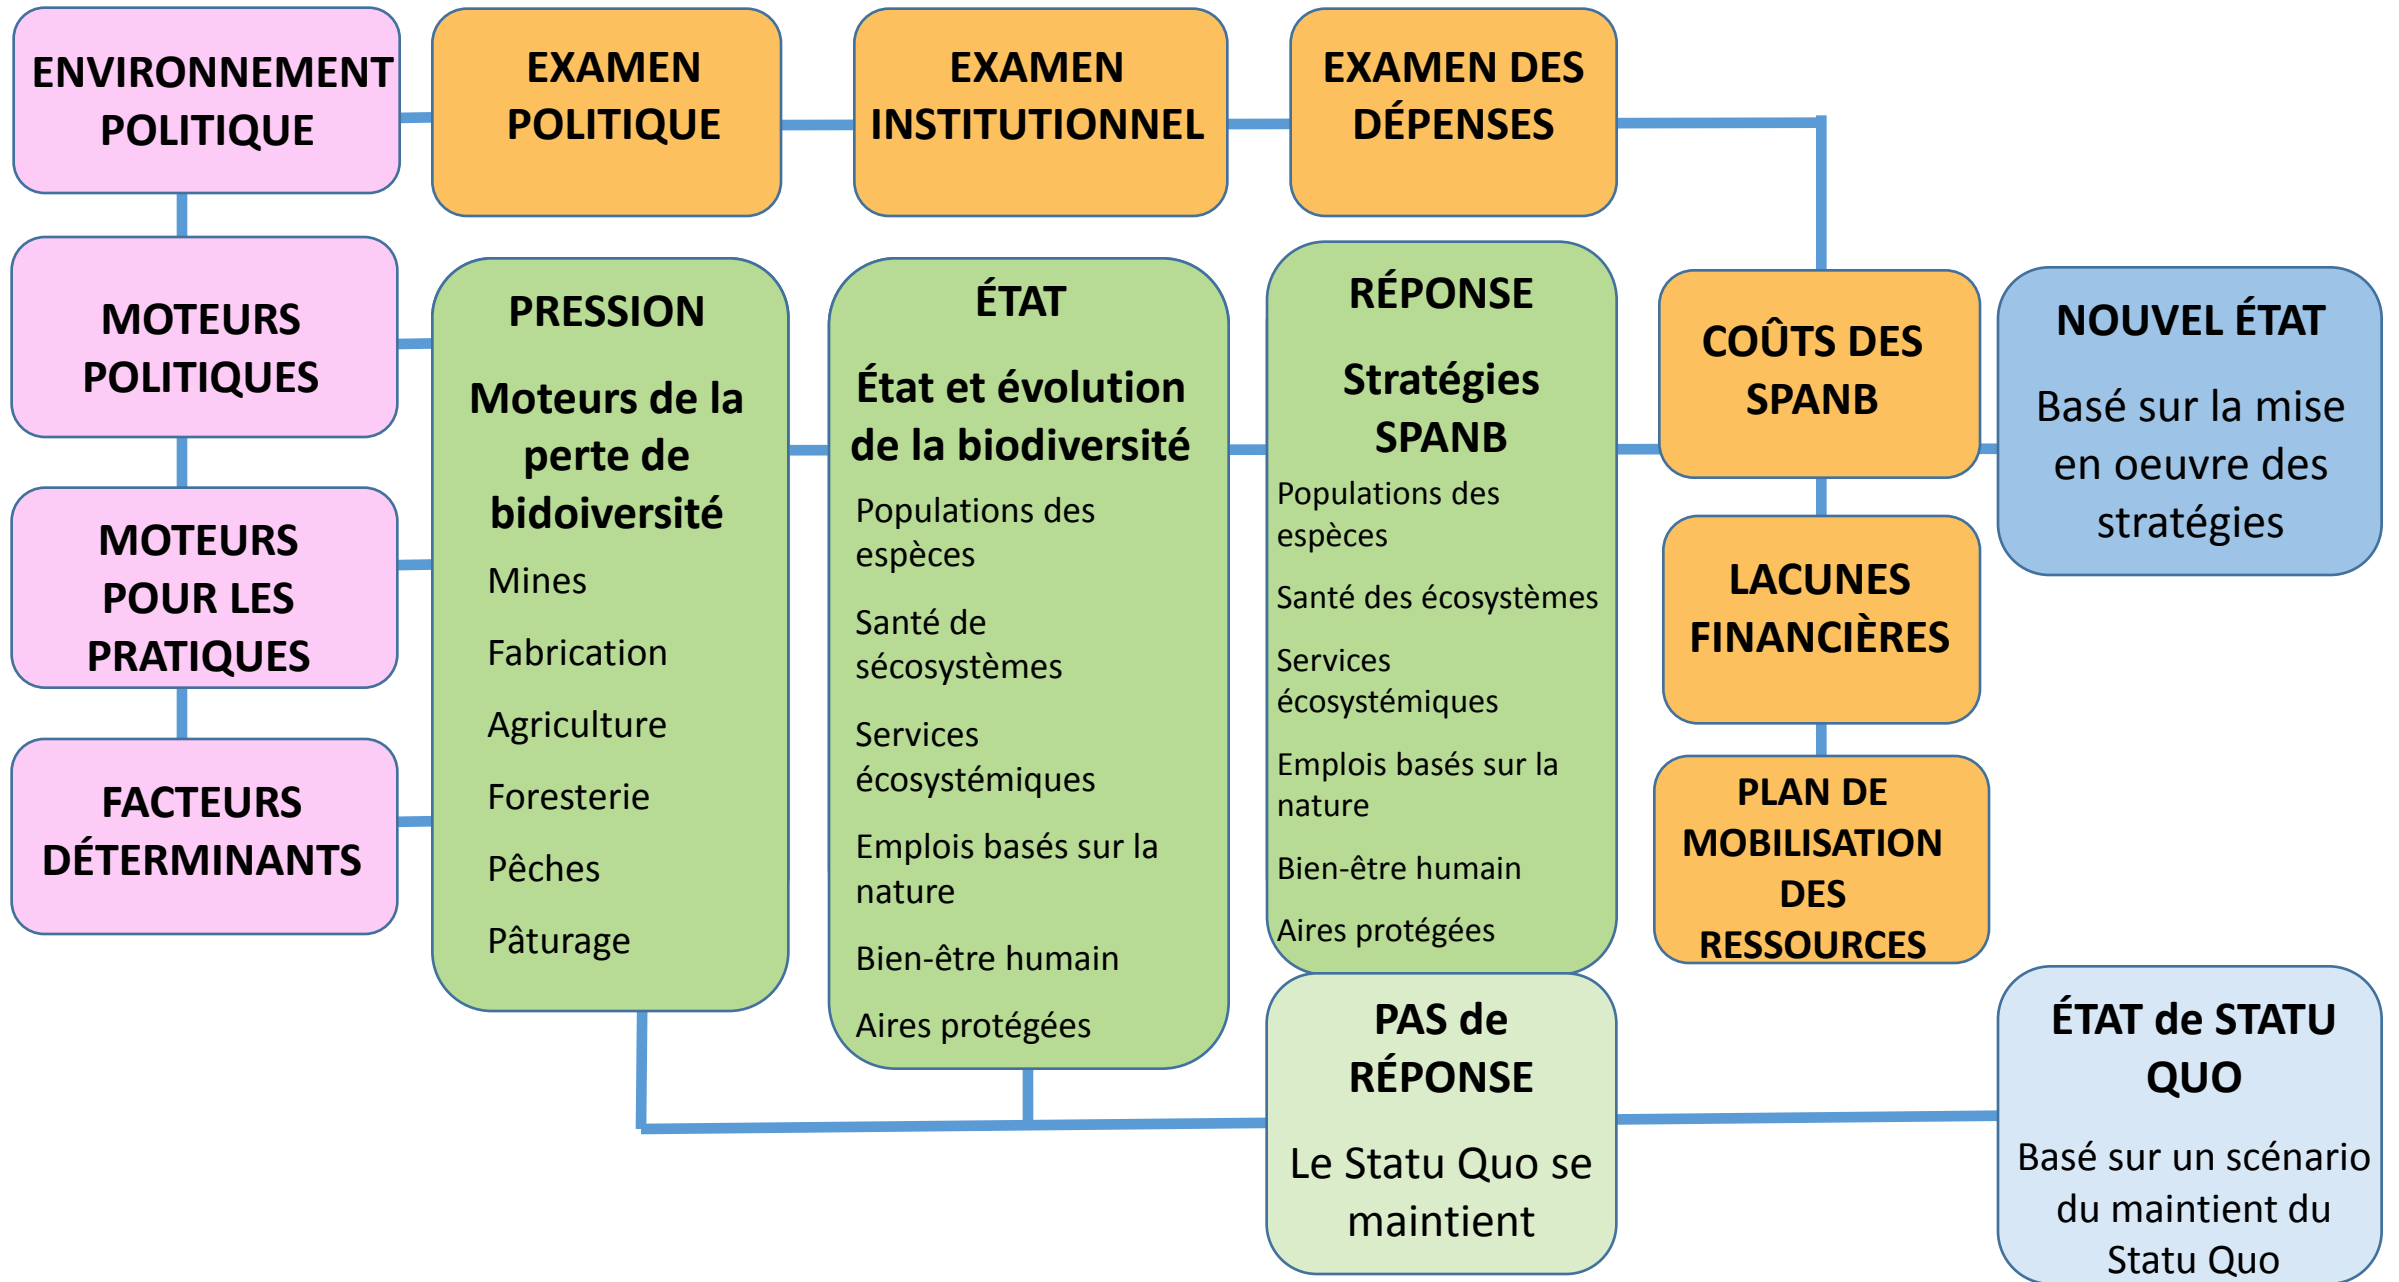 ENVIRONNEMENT
POLITIQUE
EXAMEN
POLITIQUE
EXAMEN
INSTITUTIONNEL
EXAMEN DES
DÉPENSES
MOTEURS
POLITIQUES
MOTEURS
POUR LES
PRATIQUES
FACTEURS
DÉTERMINANTS
PRESSION
Moteurs de la
perte de
bidoiversité
Mines
Fabrication
Agriculture
Foresterie
Pêches
Pâturage
ÉTAT
État et évolution
de la biodiversité
Populations des
espèces
Santé de
sécosystèmes
Services
écosystémiques
Emplois basés sur la
nature
Bien-être humain
Aires protégées
RÉPONSE
Stratégies
SPANB
Populations des
espèces
Santé des écosystèmes
Services
écosystémiques
Emplois basés sur la
nature
Bien-être humain
Aires protégées
PAS de
RÉPONSE
Le Statu Quo se
maintient
COÛTS DES
SPANB
LACUNES
FINANCIÈRES
PLAN DE
MOBILISATION
DES
RESSOURCES
NOUVEL ÉTAT
Basé sur la mise
en oeuvre des
stratégies
ÉTAT de STATU
QUO
Basé sur un scénario
du maintient du
Statu Quo